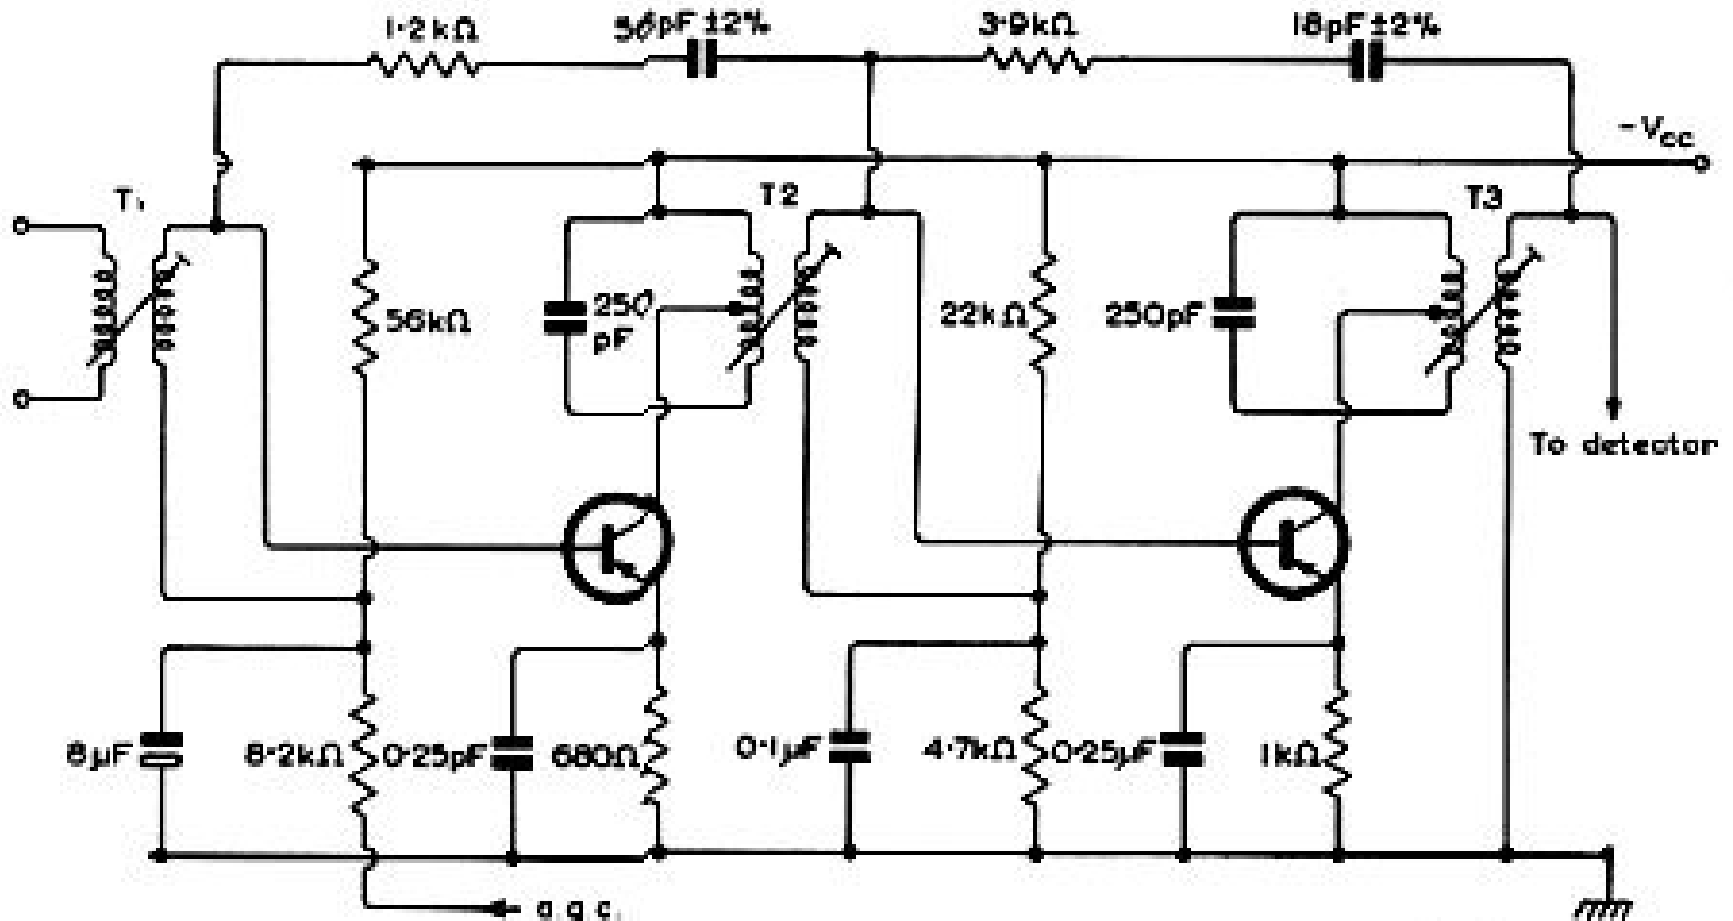 1·2kΩ
56pF ±2%
3·9kΩ
18pF ±2%
-Vcc
T1
T2
T3
56kΩ
250
pF
22kΩ
250pF
To detector
8µF
8·2kΩ
0·25pF
680Ω
0·1µF
4·7kΩ
0·25µF
1kΩ
a.g.c.